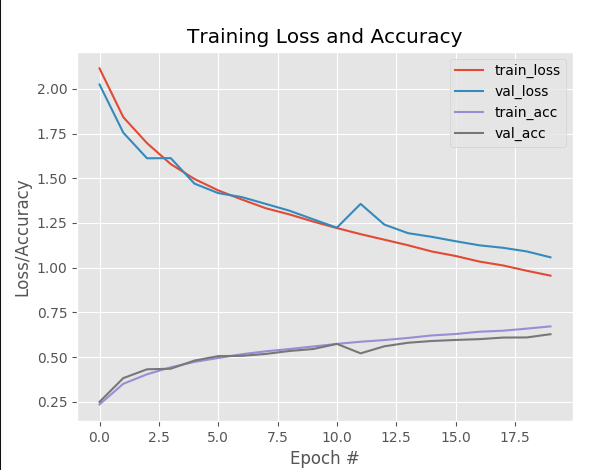 Training Loss and Accuracy
train_loss
val_loss
train_acc
val_acc
Loss/Accuracy
2.00
1.75
1.50
1.25
1.00
0.75
0.50
0.25
0.0 2.5 5.0 7.5 10.0 12.5 15.0 17.5
Epoch #